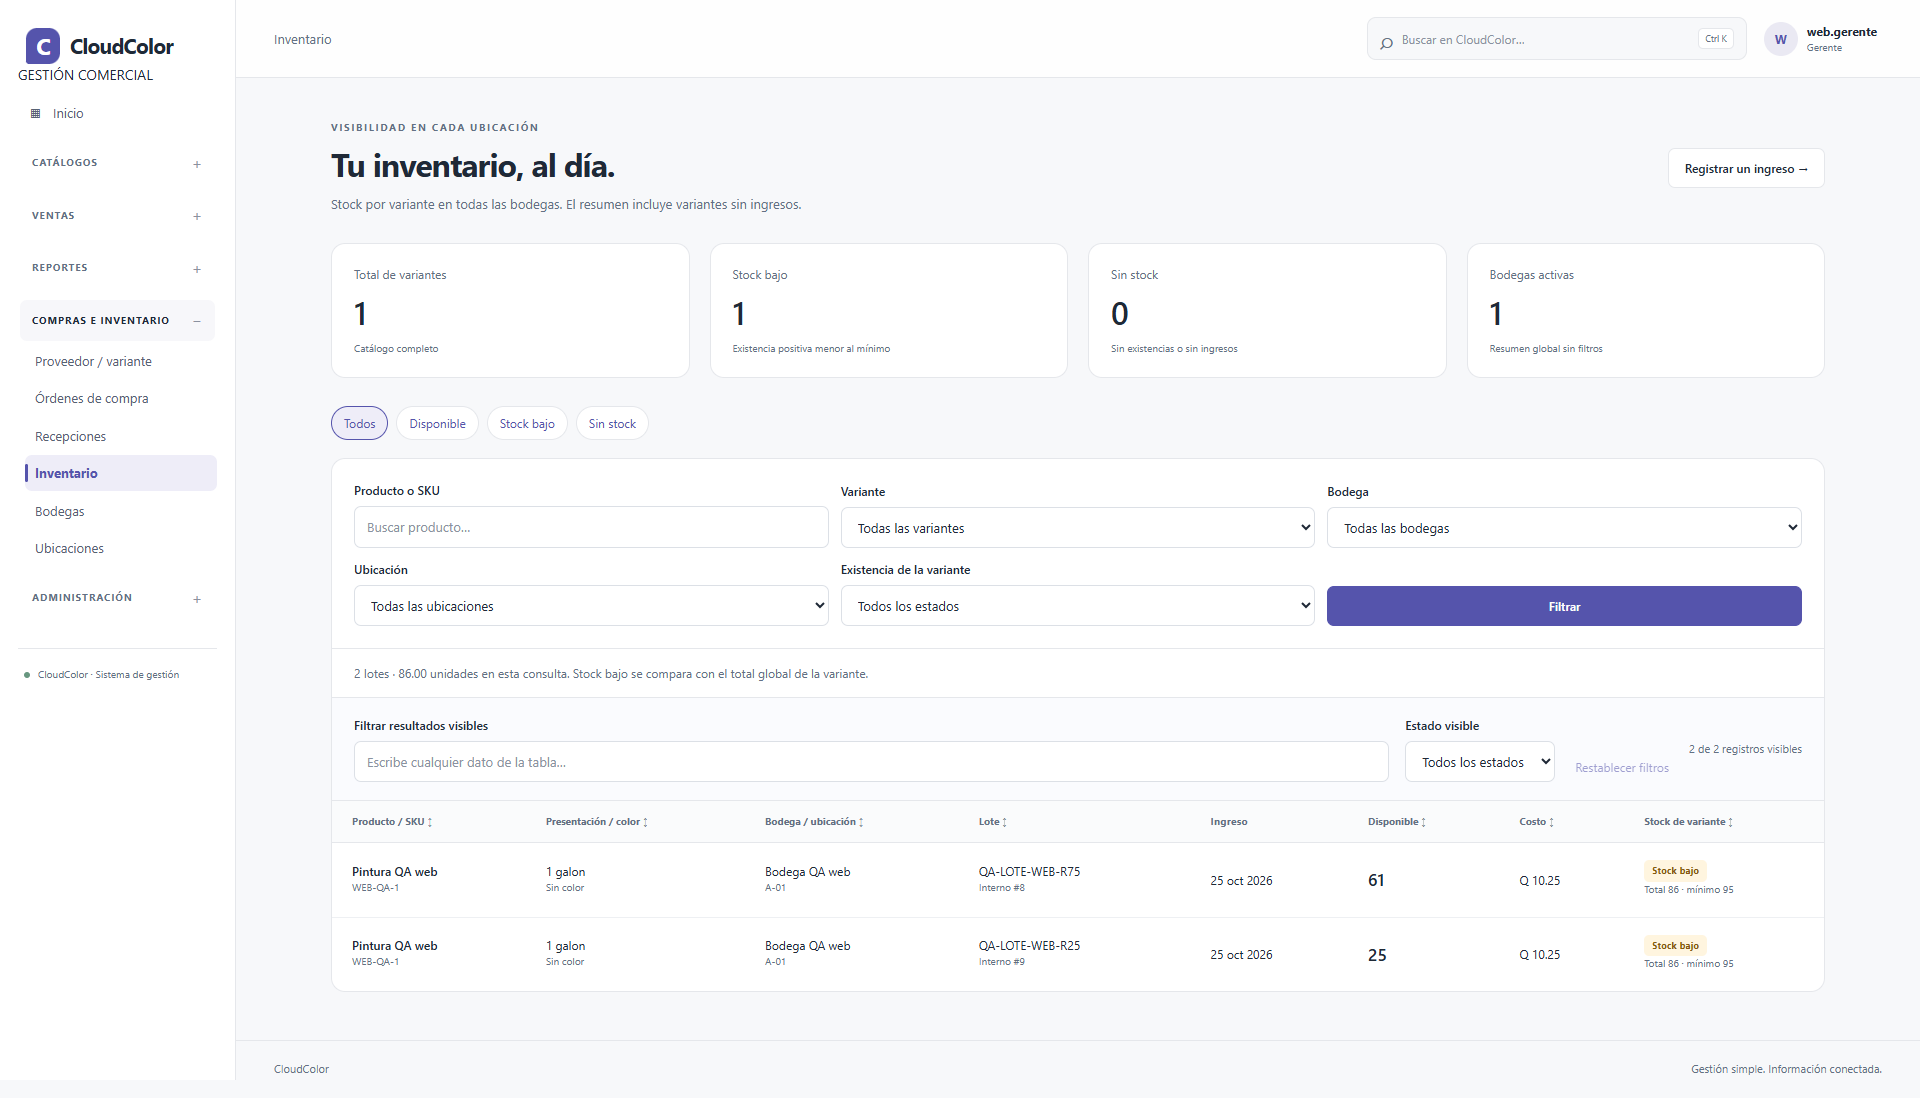 C CloudColor
GESTIÓN COMERCIAL
Inicio
CATÁLOGOS +
VENTAS +
REPORTES +
COMPRAS E INVENTARIO −
Proveedor / variante
Órdenes de compra
Recepciones
Inventario
Bodegas
Ubicaciones
ADMINISTRACIÓN +
CloudColor · Sistema de gestión
Inventario
Buscar en CloudColor... Ctrl K
W web.gerente
Gerente
VISIBILIDAD EN CADA UBICACIÓN
Tu inventario, al día.
Stock por variante en todas las bodegas. El resumen incluye variantes sin ingresos.
Registrar un ingreso →
Total de variantes
1
Catálogo completo
Stock bajo
1
Existencia positiva menor al mínimo
Sin stock
0
Sin existencias o sin ingresos
Bodegas activas
1
Resumen global sin filtros
Todos Disponible Stock bajo Sin stock
Producto o SKU Variante Bodega
Buscar producto... Todas las variantes Todas las bodegas
Ubicación Existencia de la variante
Todas las ubicaciones Todos los estados Filtrar
2 lotes · 86.00 unidades en esta consulta. Stock bajo se compara con el total global de la variante.
Filtrar resultados visibles Estado visible
Escribe cualquier dato de la tabla... Todos los estados Restablecer filtros 2 de 2 registros visibles
Producto / SKU ↕ Presentación / color ↕ Bodega / ubicación ↕ Lote ↕ Ingreso Disponible ↕ Costo ↕ Stock de variante ↕
Pintura QA web 1 galon Bodega QA web QA-LOTE-WEB-R75 25 oct 2026 61 Q 10.25 Stock bajo
WEB-QA-1 Sin color A-01 Interno #8 Total 86 · mínimo 95
Pintura QA web 1 galon Bodega QA web QA-LOTE-WEB-R25 25 oct 2026 25 Q 10.25 Stock bajo
WEB-QA-1 Sin color A-01 Interno #9 Total 86 · mínimo 95
CloudColor Gestión simple. Información conectada.